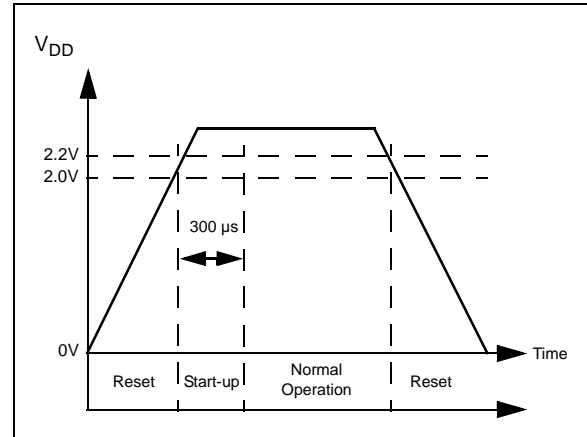 VDD
2.2V
2.0V
300 µs
0V
Time
Reset
Start-up
Normal
Operation
Reset